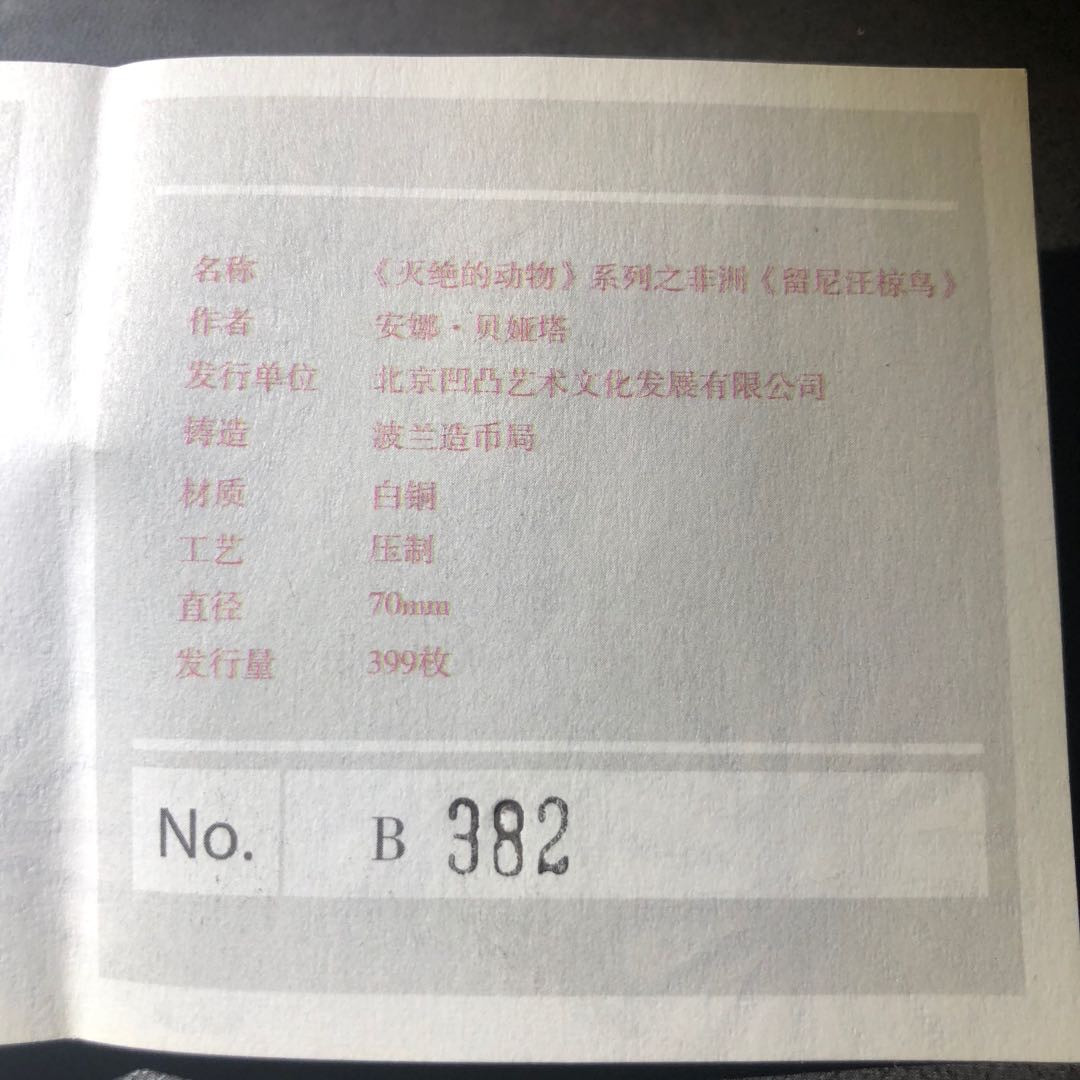 名称 《灭绝的动物》系列之非洲《留尼汪椋鸟》
作者 安娜·贝娅塔
发行单位 北京凹凸艺术文化发展有限公司
铸造 波兰造币局
材质 白铜
工艺 压制
直径 70mm
发行量 399枚
No. B 382